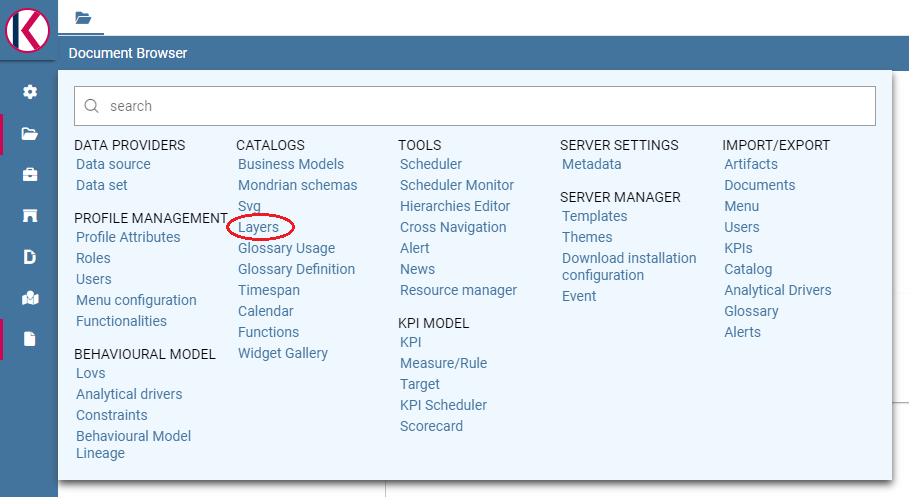 K
Document Browser
search
DATA PROVIDERS
Data source
Data set
PROFILE MANAGEMENT
Profile Attributes
Roles
Users
Menu configuration
Functionalities
BEHAVIOURAL MODEL
Lovs
Analytical drivers
Constraints
Behavioural Model
Lineage
CATALOGS
Business Models
Mondrian schemas
Svg
Layers
Glossary Usage
Glossary Definition
Timespan
Calendar
Functions
Widget Gallery
TOOLS
Scheduler
Scheduler Monitor
Hierarchies Editor
Cross Navigation
Alert
News
Resource manager
KPI MODEL
KPI
Measure/Rule
Target
KPI Scheduler
Scorecard
SERVER SETTINGS
Metadata
SERVER MANAGER
Templates
Themes
Download installation
configuration
Event
IMPORT/EXPORT
Artifacts
Documents
Menu
Users
KPIs
Catalog
Analytical Drivers
Glossary
Alerts
D